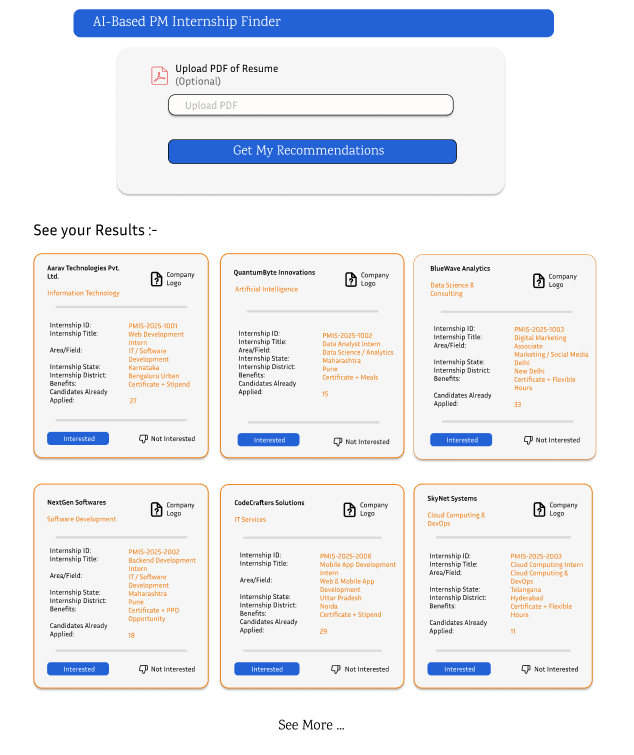 AI-Based PM Internship Finder
Upload PDF of Resume
(Optional)
Upload PDF
Get My Recommendations
See your Results :-
Aarav Technologies Pvt.
Ltd.
Company
Logo
Information Technology
Internship ID: PMIS-2025-1001
Internship Title: Web Development
Intern
Area/Field: IT / Software
Development
Internship State: Karnataka
Internship District: Bengaluru Urban
Benefits: Certificate + Stipend
Candidates Already
Applied: 27
Interested
Not Interested
QuantumByte Innovations
Company
Logo
Artificial Intelligence
Internship ID: PMIS-2025-1002
Internship Title: Data Analyst Intern
Area/Field: Data Science / Analytics
Internship State: Maharashtra
Internship District: Pune
Benefits: Certificate + Meals
Candidates Already
Applied: 15
Interested
Not Interested
BlueWave Analytics
Company
Logo
Data Science &
Consulting
Internship ID: PMIS-2025-1003
Internship Title: Digital Marketing
Area/Field: Associate
Marketing / Social Media
Internship State: Delhi
Internship District: New Delhi
Benefits: Certificate + Flexible
Hours
Candidates Already
Applied: 33
Interested
Not Interested
NextGen Softwares
Company
Logo
Software Development
Internship ID: PMIS-2025-2002
Internship Title: Backend Development
Intern
Area/Field: IT / Software
Development
Internship State: Maharashtra
Internship District: Pune
Benefits: Certificate + PPO
Opportunity
Candidates Already
Applied: 18
Interested
Not Interested
CodeCrafters Solutions
Company
Logo
IT Services
Internship ID: PMIS-2025-2006
Internship Title: Mobile App Development
Intern
Area/Field: Web & Mobile App
Development
Internship State: Uttar Pradesh
Internship District: Noida
Benefits: Certificate + Stipend
Candidates Already
Applied: 29
Interested
Not Interested
SkyNet Systems
Company
Logo
Cloud Computing &
DevOps
Internship ID: PMIS-2025-2003
Internship Title: Cloud Computing Intern
Area/Field: Cloud Computing &
DevOps
Internship State: Telangana
Internship District: Hyderabad
Benefits: Certificate + Flexible
Hours
Candidates Already
Applied: 11
Interested
Not Interested
See More ...